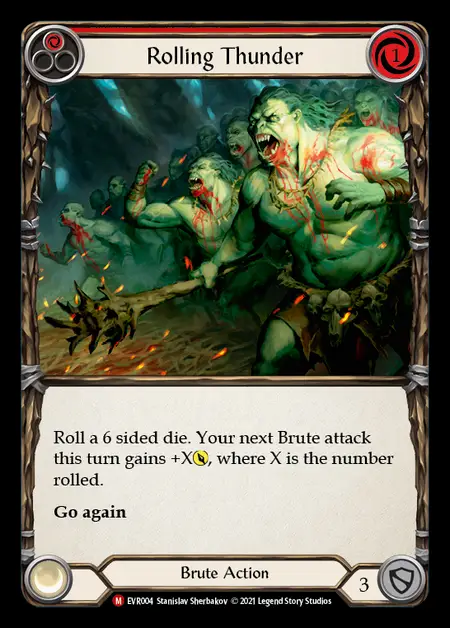 Rolling Thunder
1
Roll a 6 sided die. Your next Brute attack
this turn gains +X, where X is the number
rolled.
Go again
Brute Action
3
M EVR004 Stanislav Sherbakov © 2021 Legend Story Studios